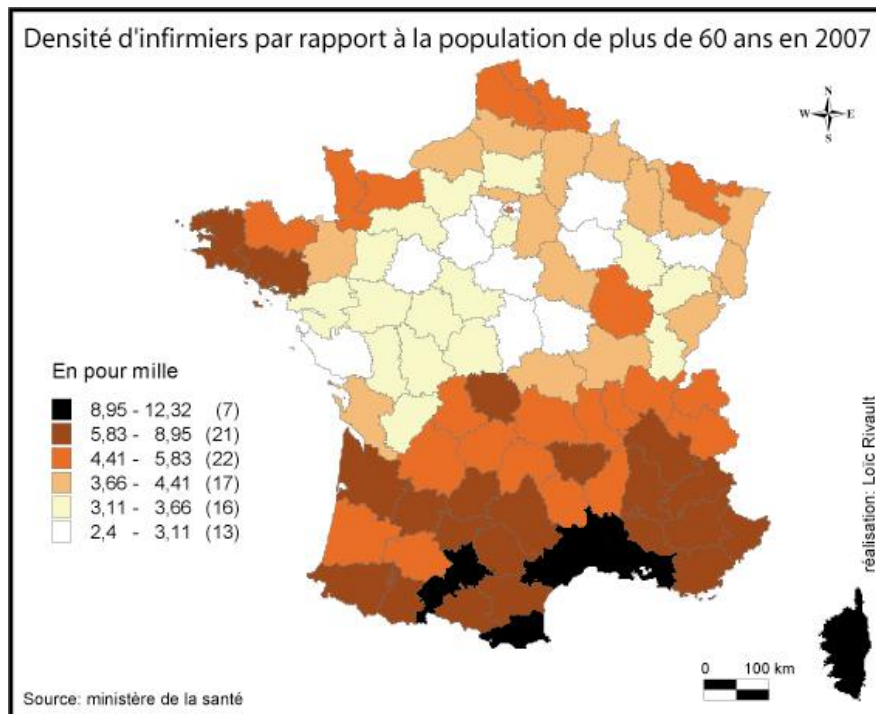 Densité d'infirmiers par rapport à la population de plus de 60 ans en 2007
N
W E
S
En pour mille
8,95 - 12,32 (7)
5,83 - 8,95 (21)
4,41 - 5,83 (22)
3,66 - 4,41 (17)
3,11 - 3,66 (16)
2,4 - 3,11 (13)
réalisation: Loïc Rivault
0 100 km
Source: ministère de la santé